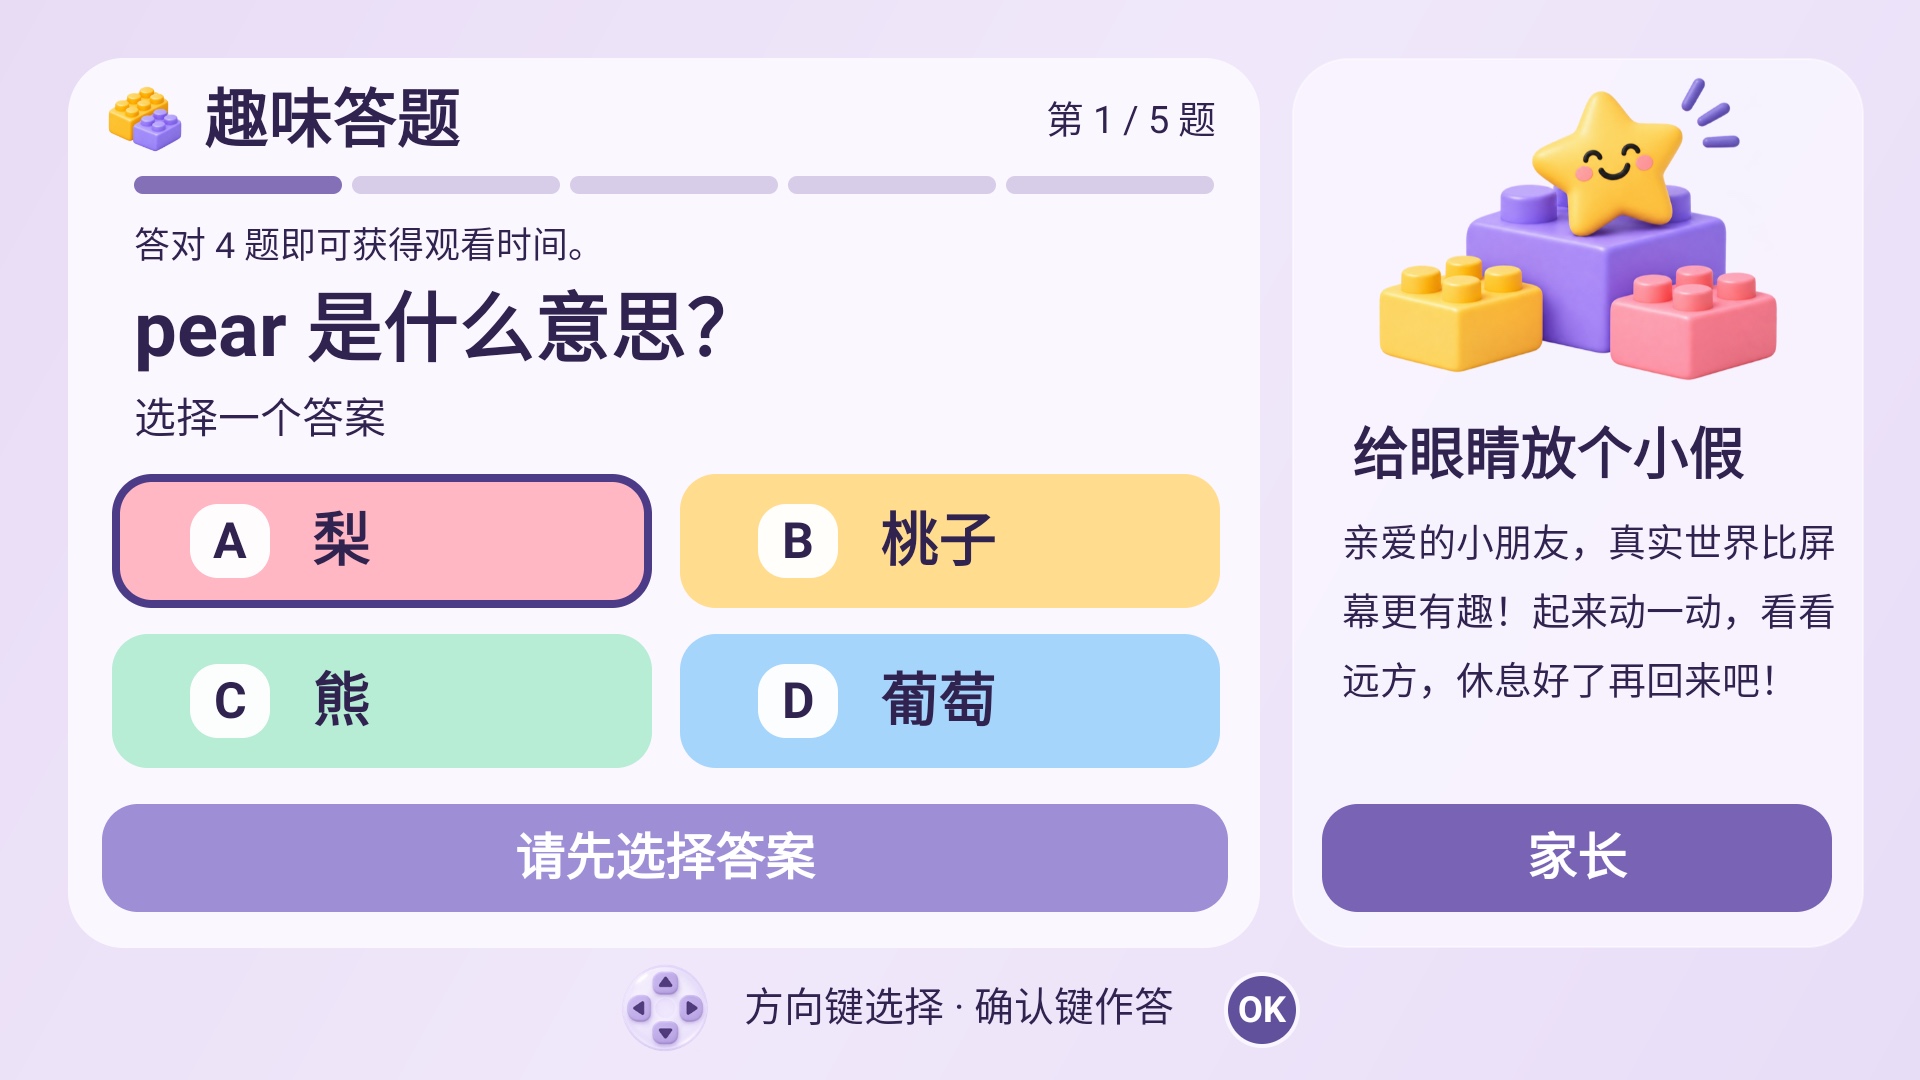 趣味答题
第 1 / 5 题
答对 4 题即可获得观看时间。
pear 是什么意思？
选择一个答案
A 梨
B 桃子
C 熊
D 葡萄
请先选择答案
给眼睛放个小假
亲爱的小朋友，真实世界比屏
幕更有趣！起来动一动，看看
远方，休息好了再回来吧！
家长
方向键选择 · 确认键作答
OK